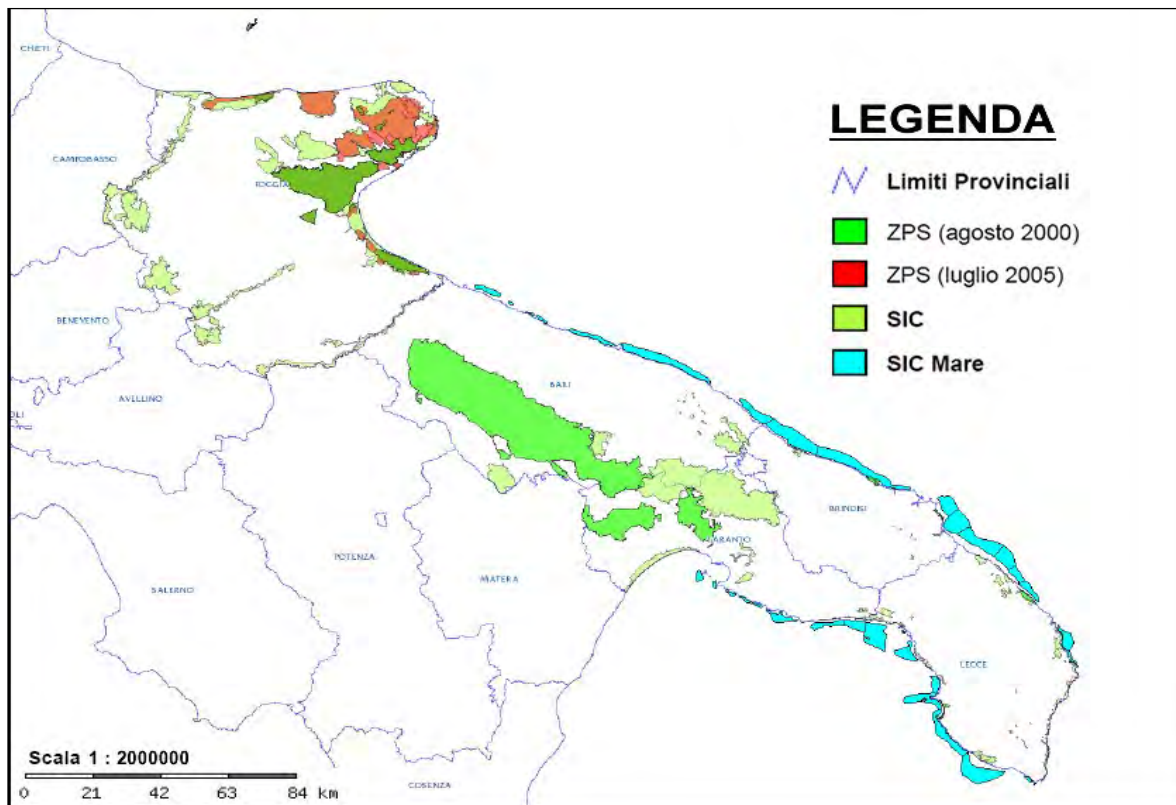 CHIETI
CAMPOBASSO
FOGGIA
BENEVENTO
AVELLINO
BARI
BRINDISI
POTENZA
ARANTO
SALERNO
MATERA
LECCE
COSENZA
LEGENDA
Limiti Provinciali
ZPS (agosto 2000)
ZPS (luglio 2005)
SIC
SIC Mare
Scala 1 : 2000000
0 21 42 63 84 km